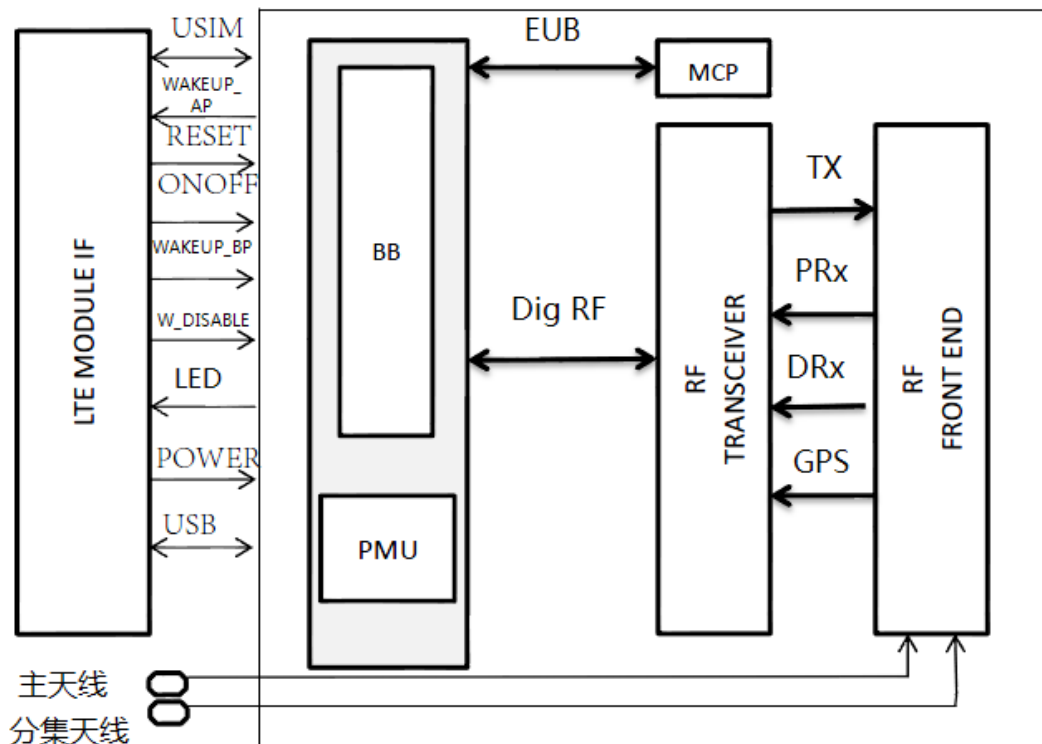 USIM
WAKEUP_
AP
RESET
ONOFF
WAKEUP_BP
W_DISABLE
LED
POWER
USB
LTE MODULE IF
BB
PMU
EUB
MCP
Dig RF
RF
TRANSCEIVER
TX
PRx
DRx
GPS
RF
FRONT END
主天线
分集天线